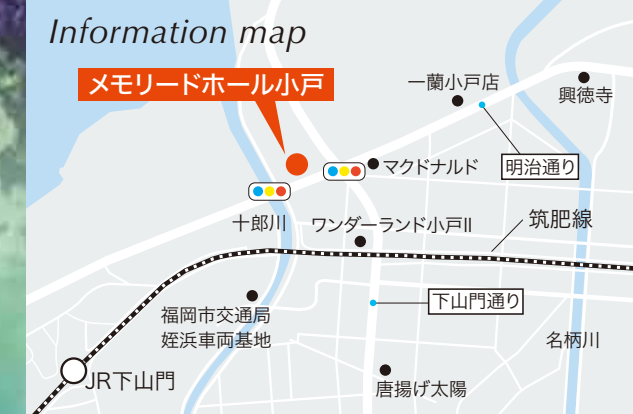 Information map
メモリードホール小戸
一蘭小戸店
興徳寺
マクドナルド
明治通り
十郎川
ワンダーランド小戸II
筑肥線
下山門通り
福岡市交通局
姪浜車両基地
名柄川
JR下山門
唐揚げ太陽